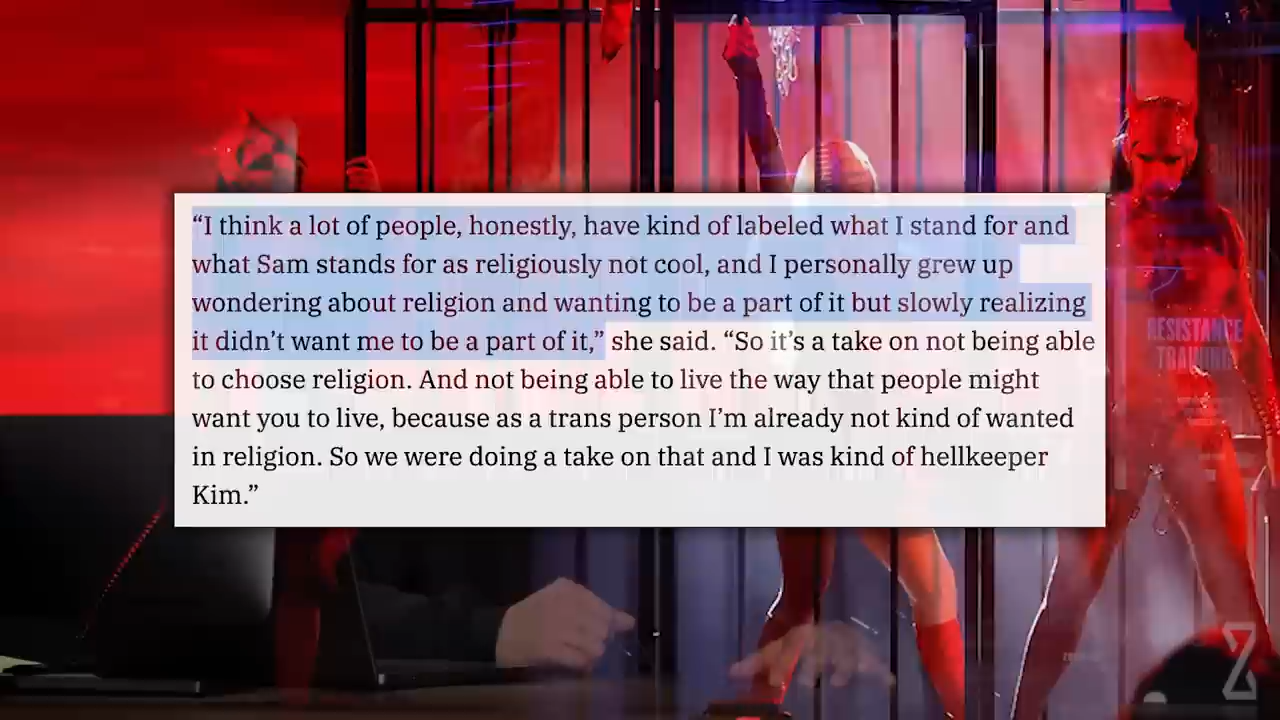 “I think a lot of people, honestly, have kind of labeled what I stand for and
what Sam stands for as religiously not cool, and I personally grew up
wondering about religion and wanting to be a part of it but slowly realizing
it didn’t want me to be a part of it,” she said. “So it’s a take on not being able
to choose religion. And not being able to live the way that people might
want you to live, because as a trans person I’m already not kind of wanted
in religion. So we were doing a take on that and I was kind of hellkeeper
Kim.”
RESISTANCE
TRAINING